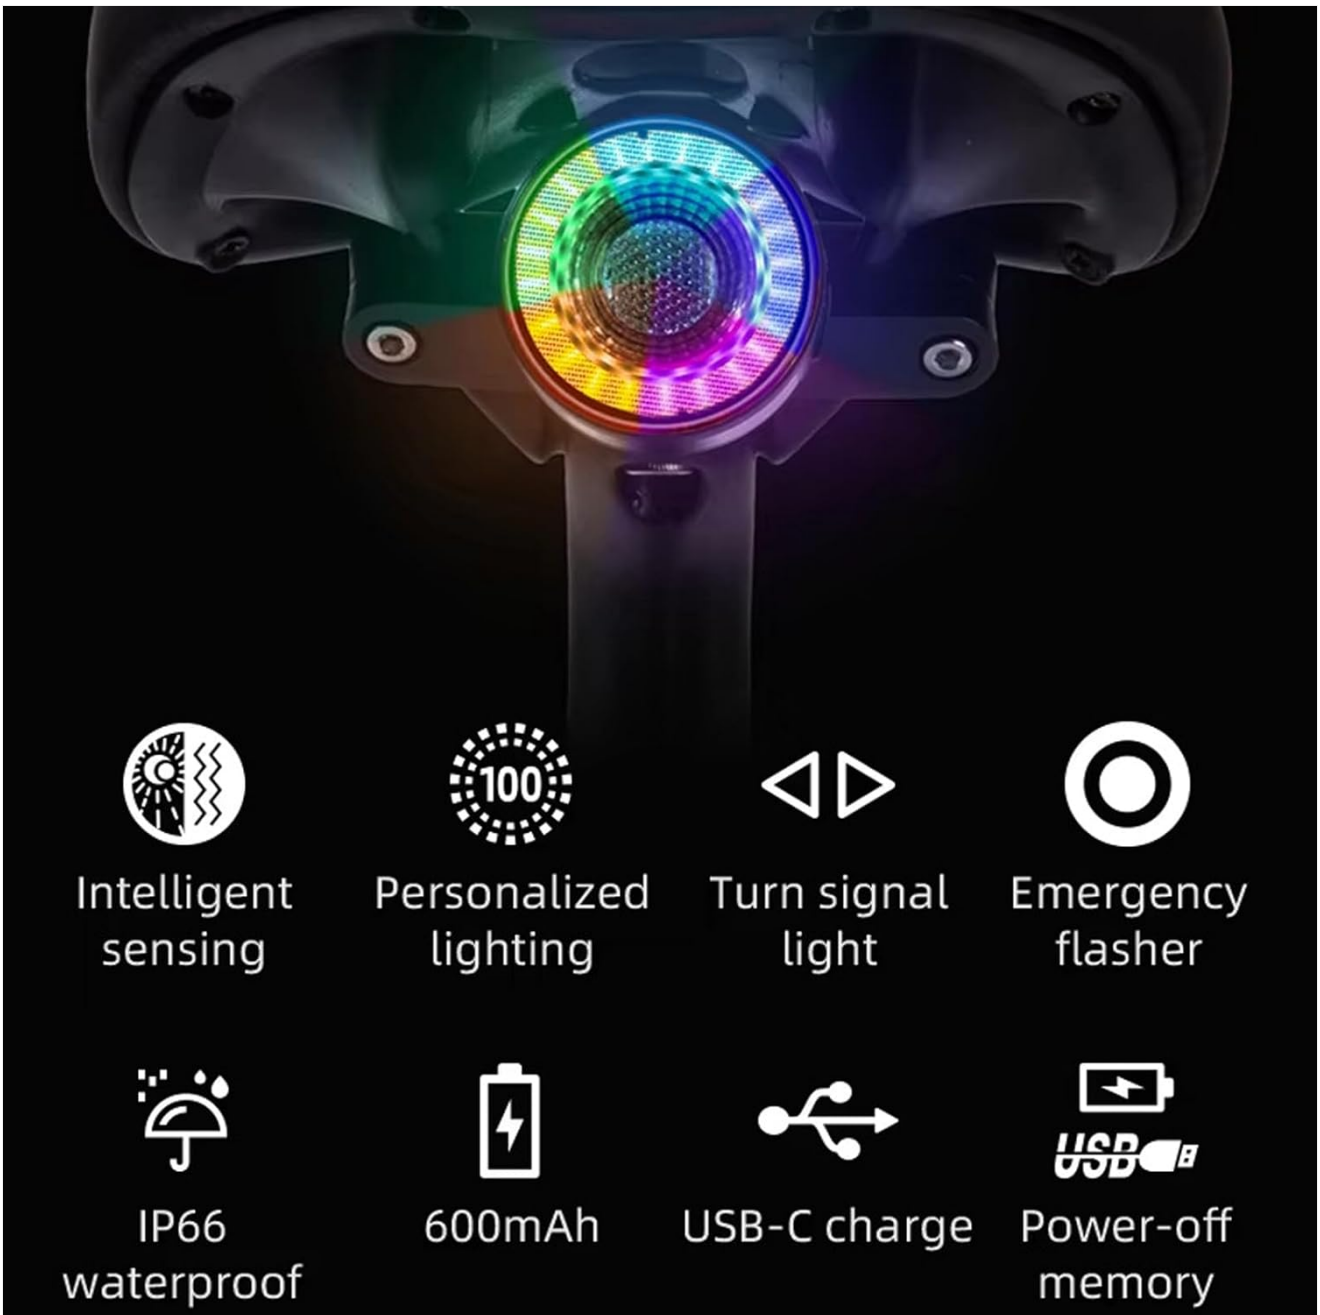 100
Intelligent
sensing
Personalized
lighting
Turn signal
light
Emergency
flasher
USB
IP66
waterproof
600mAh
USB-C charge
Power-off
memory